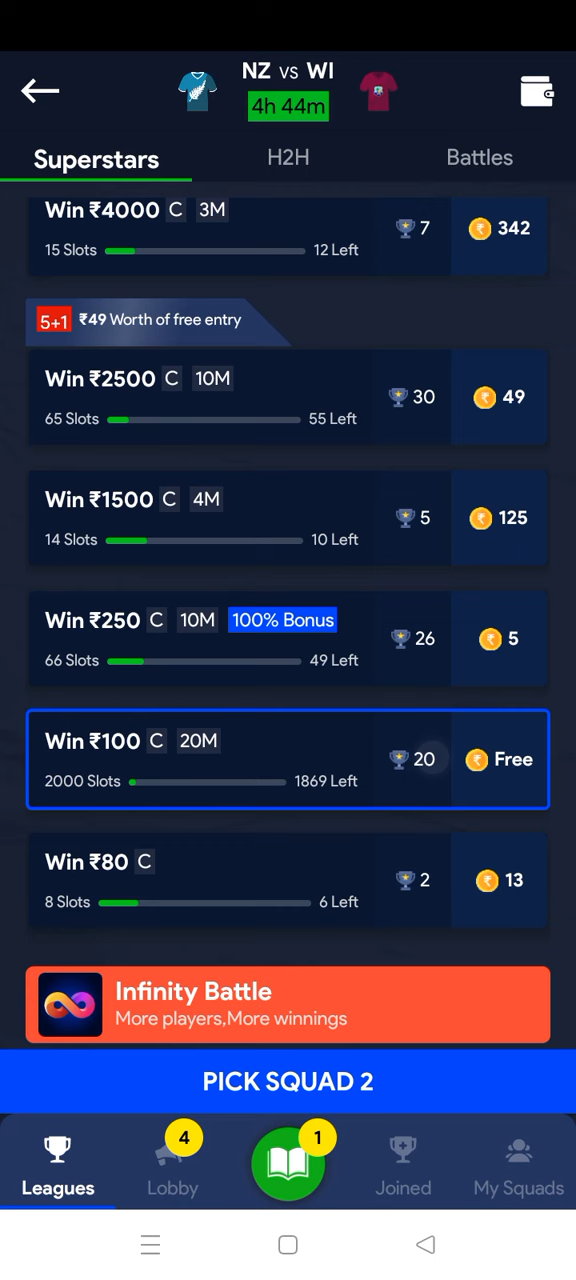 NZ vs WI
4h 44m
Superstars H2H Battles
Win ₹4000 C 3M 7 342
15 Slots 12 Left
5+1 ₹49 Worth of free entry
Win ₹2500 C 10M 30 49
65 Slots 55 Left
Win ₹1500 C 4M 5 125
14 Slots 10 Left
Win ₹250 C 10M 100% Bonus 26 5
66 Slots 49 Left
Win ₹100 C 20M 20 Free
2000 Slots 1869 Left
Win ₹80 C 2 13
8 Slots 6 Left
Infinity Battle
More players,More winnings
PICK SQUAD 2
4 1
Leagues Lobby Joined My Squads